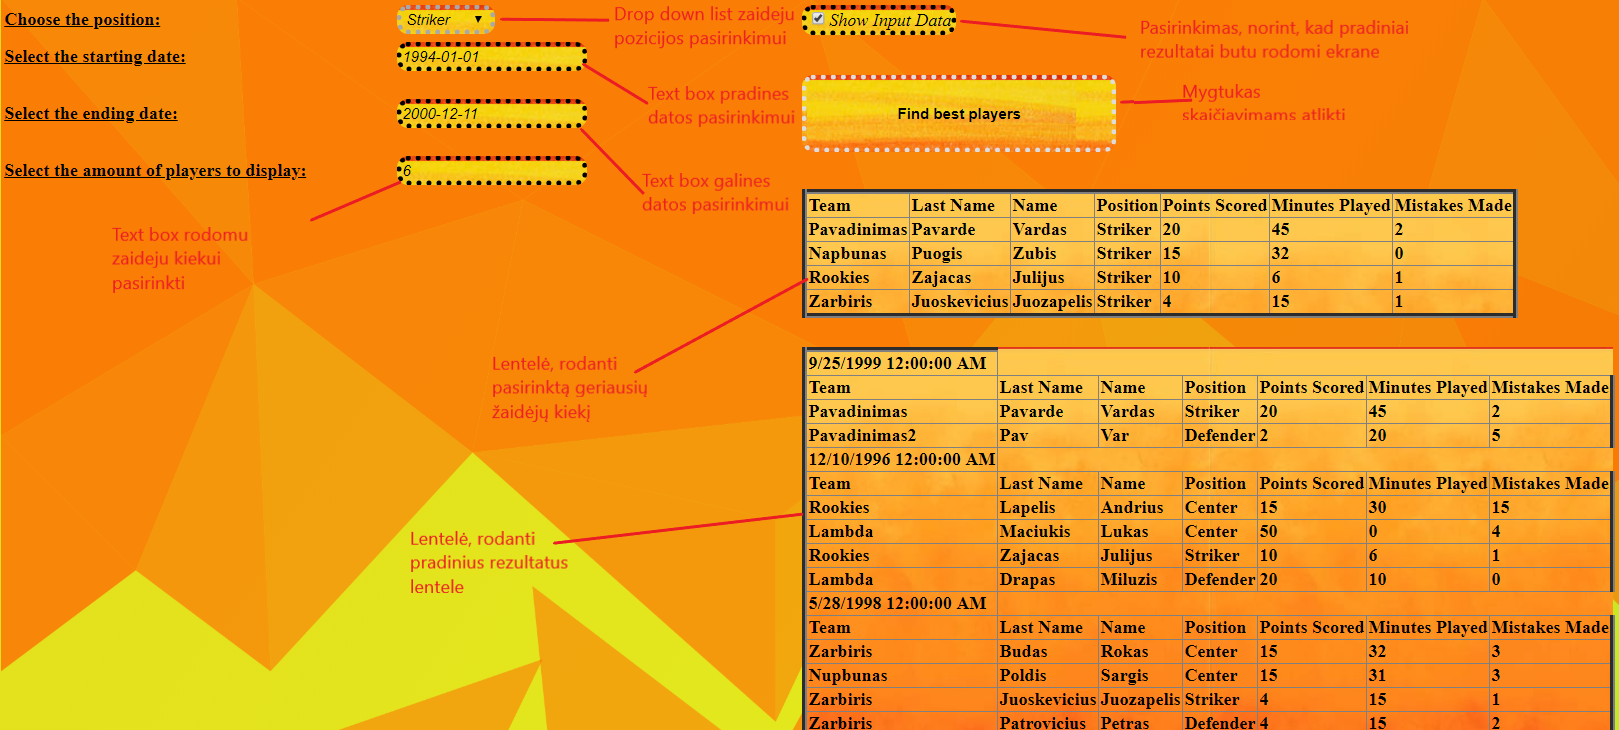 Choose the position:
Striker
Drop down list zaideju
pozicijos pasirinkimui
Show Input Data
Pasirinkimas, norint, kad pradiniai
rezultatai butu rodomi ekrane
Select the starting date:
1994-01-01
Text box pradines
datos pasirinkimui
Find best players
Mygtukas
skaičiavimams atlikti
Select the ending date:
2000-12-11
Text box galines
datos pasirinkimui
Select the amount of players to display:
6
Text box rodomu
zaideju kiekui
pasirinkti
Team Last Name Name Position Points Scored Minutes Played Mistakes Made
Pavadinimas Pavarde Vardas Striker 20 45 2
Napbunas Puogis Zubis Striker 15 32 0
Rookies Zajacas Julijus Striker 10 6 1
Zarbiris Juoskevicius Juozapelis Striker 4 15 1
Lentelė, rodanti
pasirinktą geriausių
žaidėjų kiekį
9/25/1999 12:00:00 AM
Team Last Name Name Position Points Scored Minutes Played Mistakes Made
Pavadinimas Pavarde Vardas Striker 20 45 2
Pavadinimas2 Pav Var Defender 2 20 5
12/10/1996 12:00:00 AM
Team Last Name Name Position Points Scored Minutes Played Mistakes Made
Rookies Lapelis Andrius Center 15 30 15
Lambda Maciukis Lukas Center 50 0 4
Rookies Zajacas Julijus Striker 10 6 1
Lambda Drapas Miluzis Defender 20 10 0
5/28/1998 12:00:00 AM
Team Last Name Name Position Points Scored Minutes Played Mistakes Made
Zarbiris Budas Rokas Center 15 32 3
Nupbunas Poldis Sargis Center 15 31 3
Zarbiris Juoskevicius Juozapelis Striker 4 15 1
Zarbiris Patrovicius Petras Defender 4 15 2
Lentelė, rodanti
pradinius rezultatus
lentele